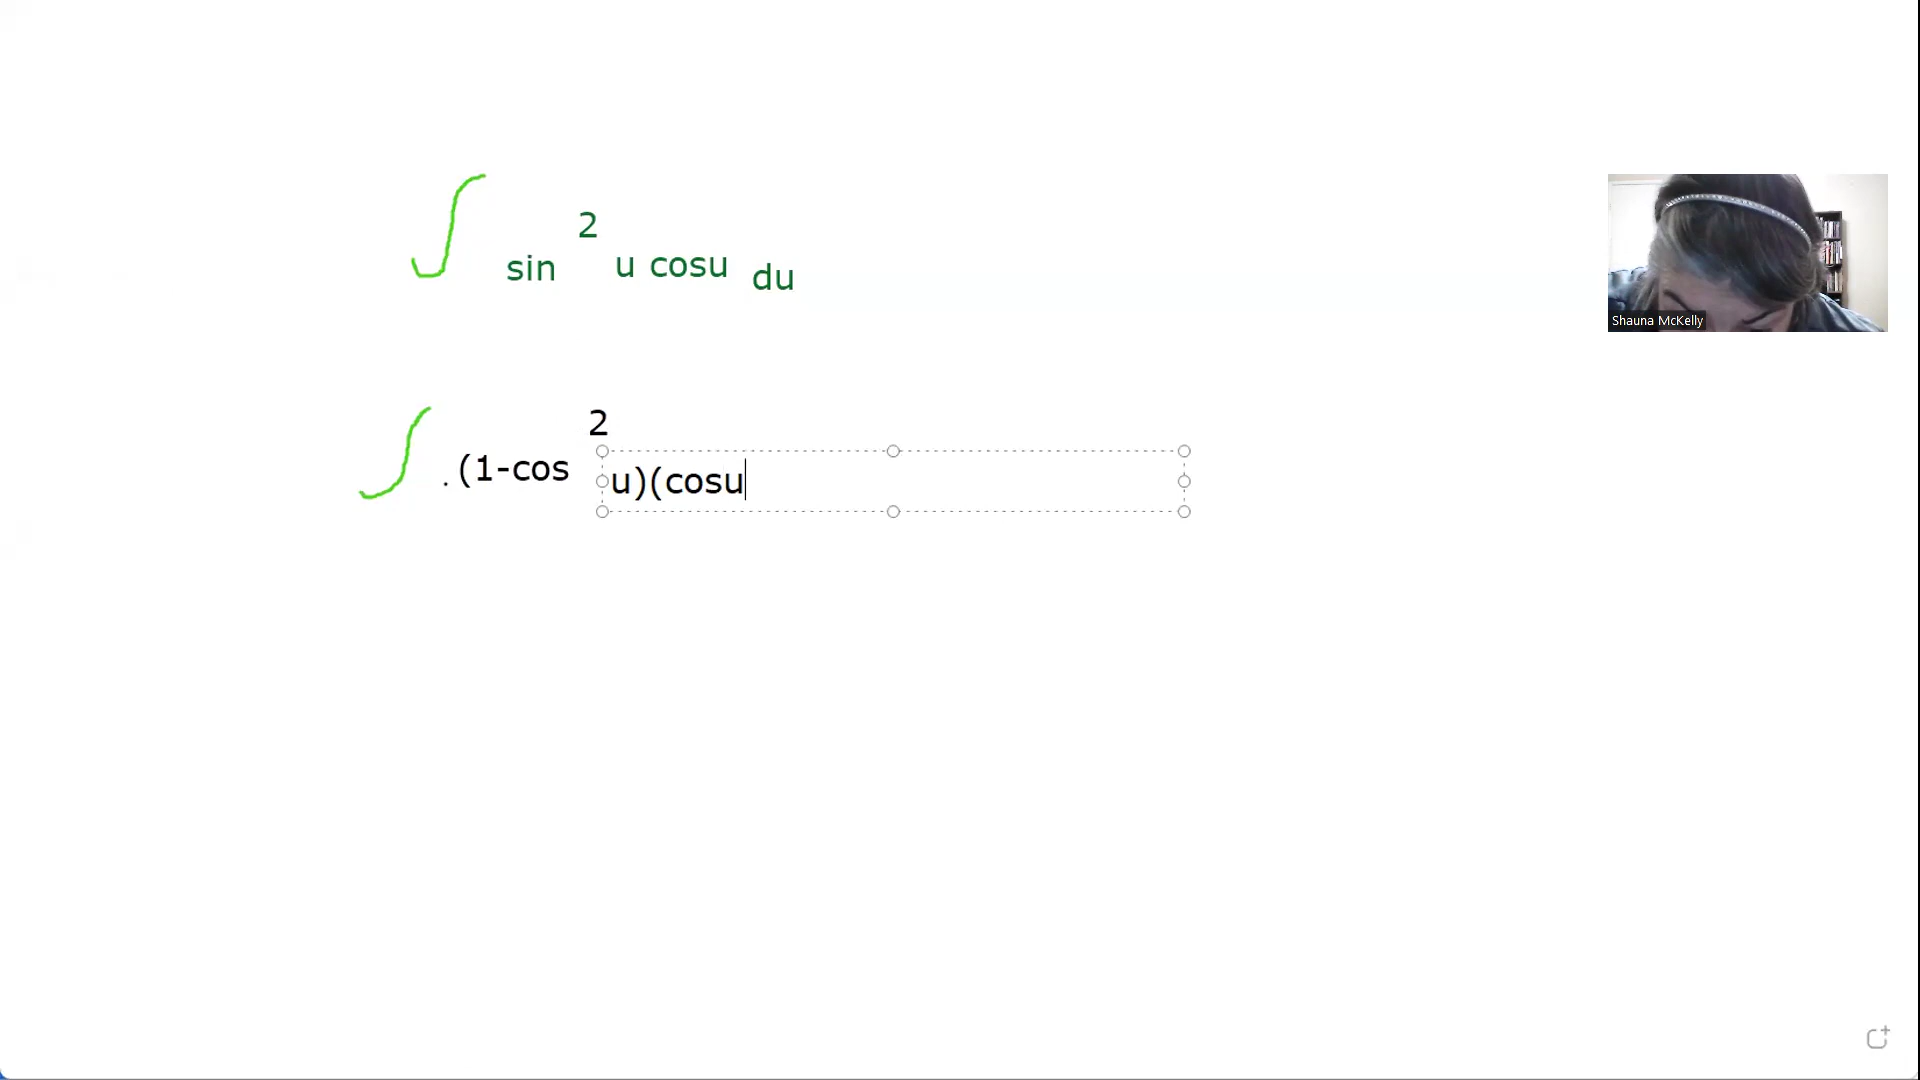 ∫ sin 2 u cosu du
Shauna McKelly
∫ . (1-cos 2 u)(cosu